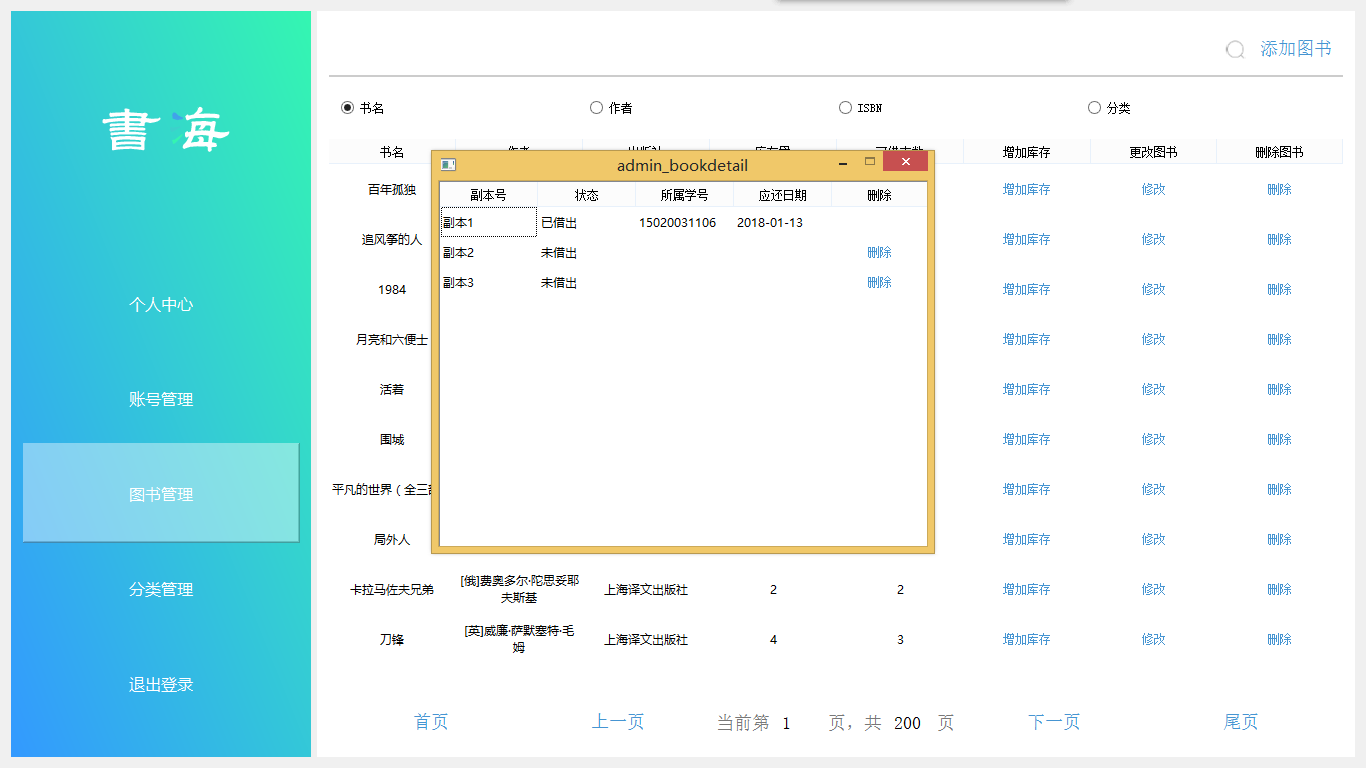 書海
个人中心
账号管理
图书管理
分类管理
退出登录
添加图书
书名 作者 ISBN 分类
书名 增加库存 更改图书 删除图书
百年孤独 增加库存 修改 删除
追风筝的人 增加库存 修改 删除
1984 增加库存 修改 删除
月亮和六便士 增加库存 修改 删除
活着 增加库存 修改 删除
围城 增加库存 修改 删除
平凡的世界（全三 增加库存 修改 删除
局外人 增加库存 修改 删除
卡拉马佐夫兄弟 [俄]费奥多尔·陀思妥耶 上海译文出版社 2 2 增加库存 修改 删除
夫斯基
刀锋 [英]威廉·萨默塞特·毛 上海译文出版社 4 3 增加库存 修改 删除
姆
admin_bookdetail
副本号 状态 所属学号 应还日期 删除
副本1 已借出 15020031106 2018-01-13
副本2 未借出 删除
副本3 未借出 删除
首页 上一页 当前第 1 页，共 200 页 下一页 尾页